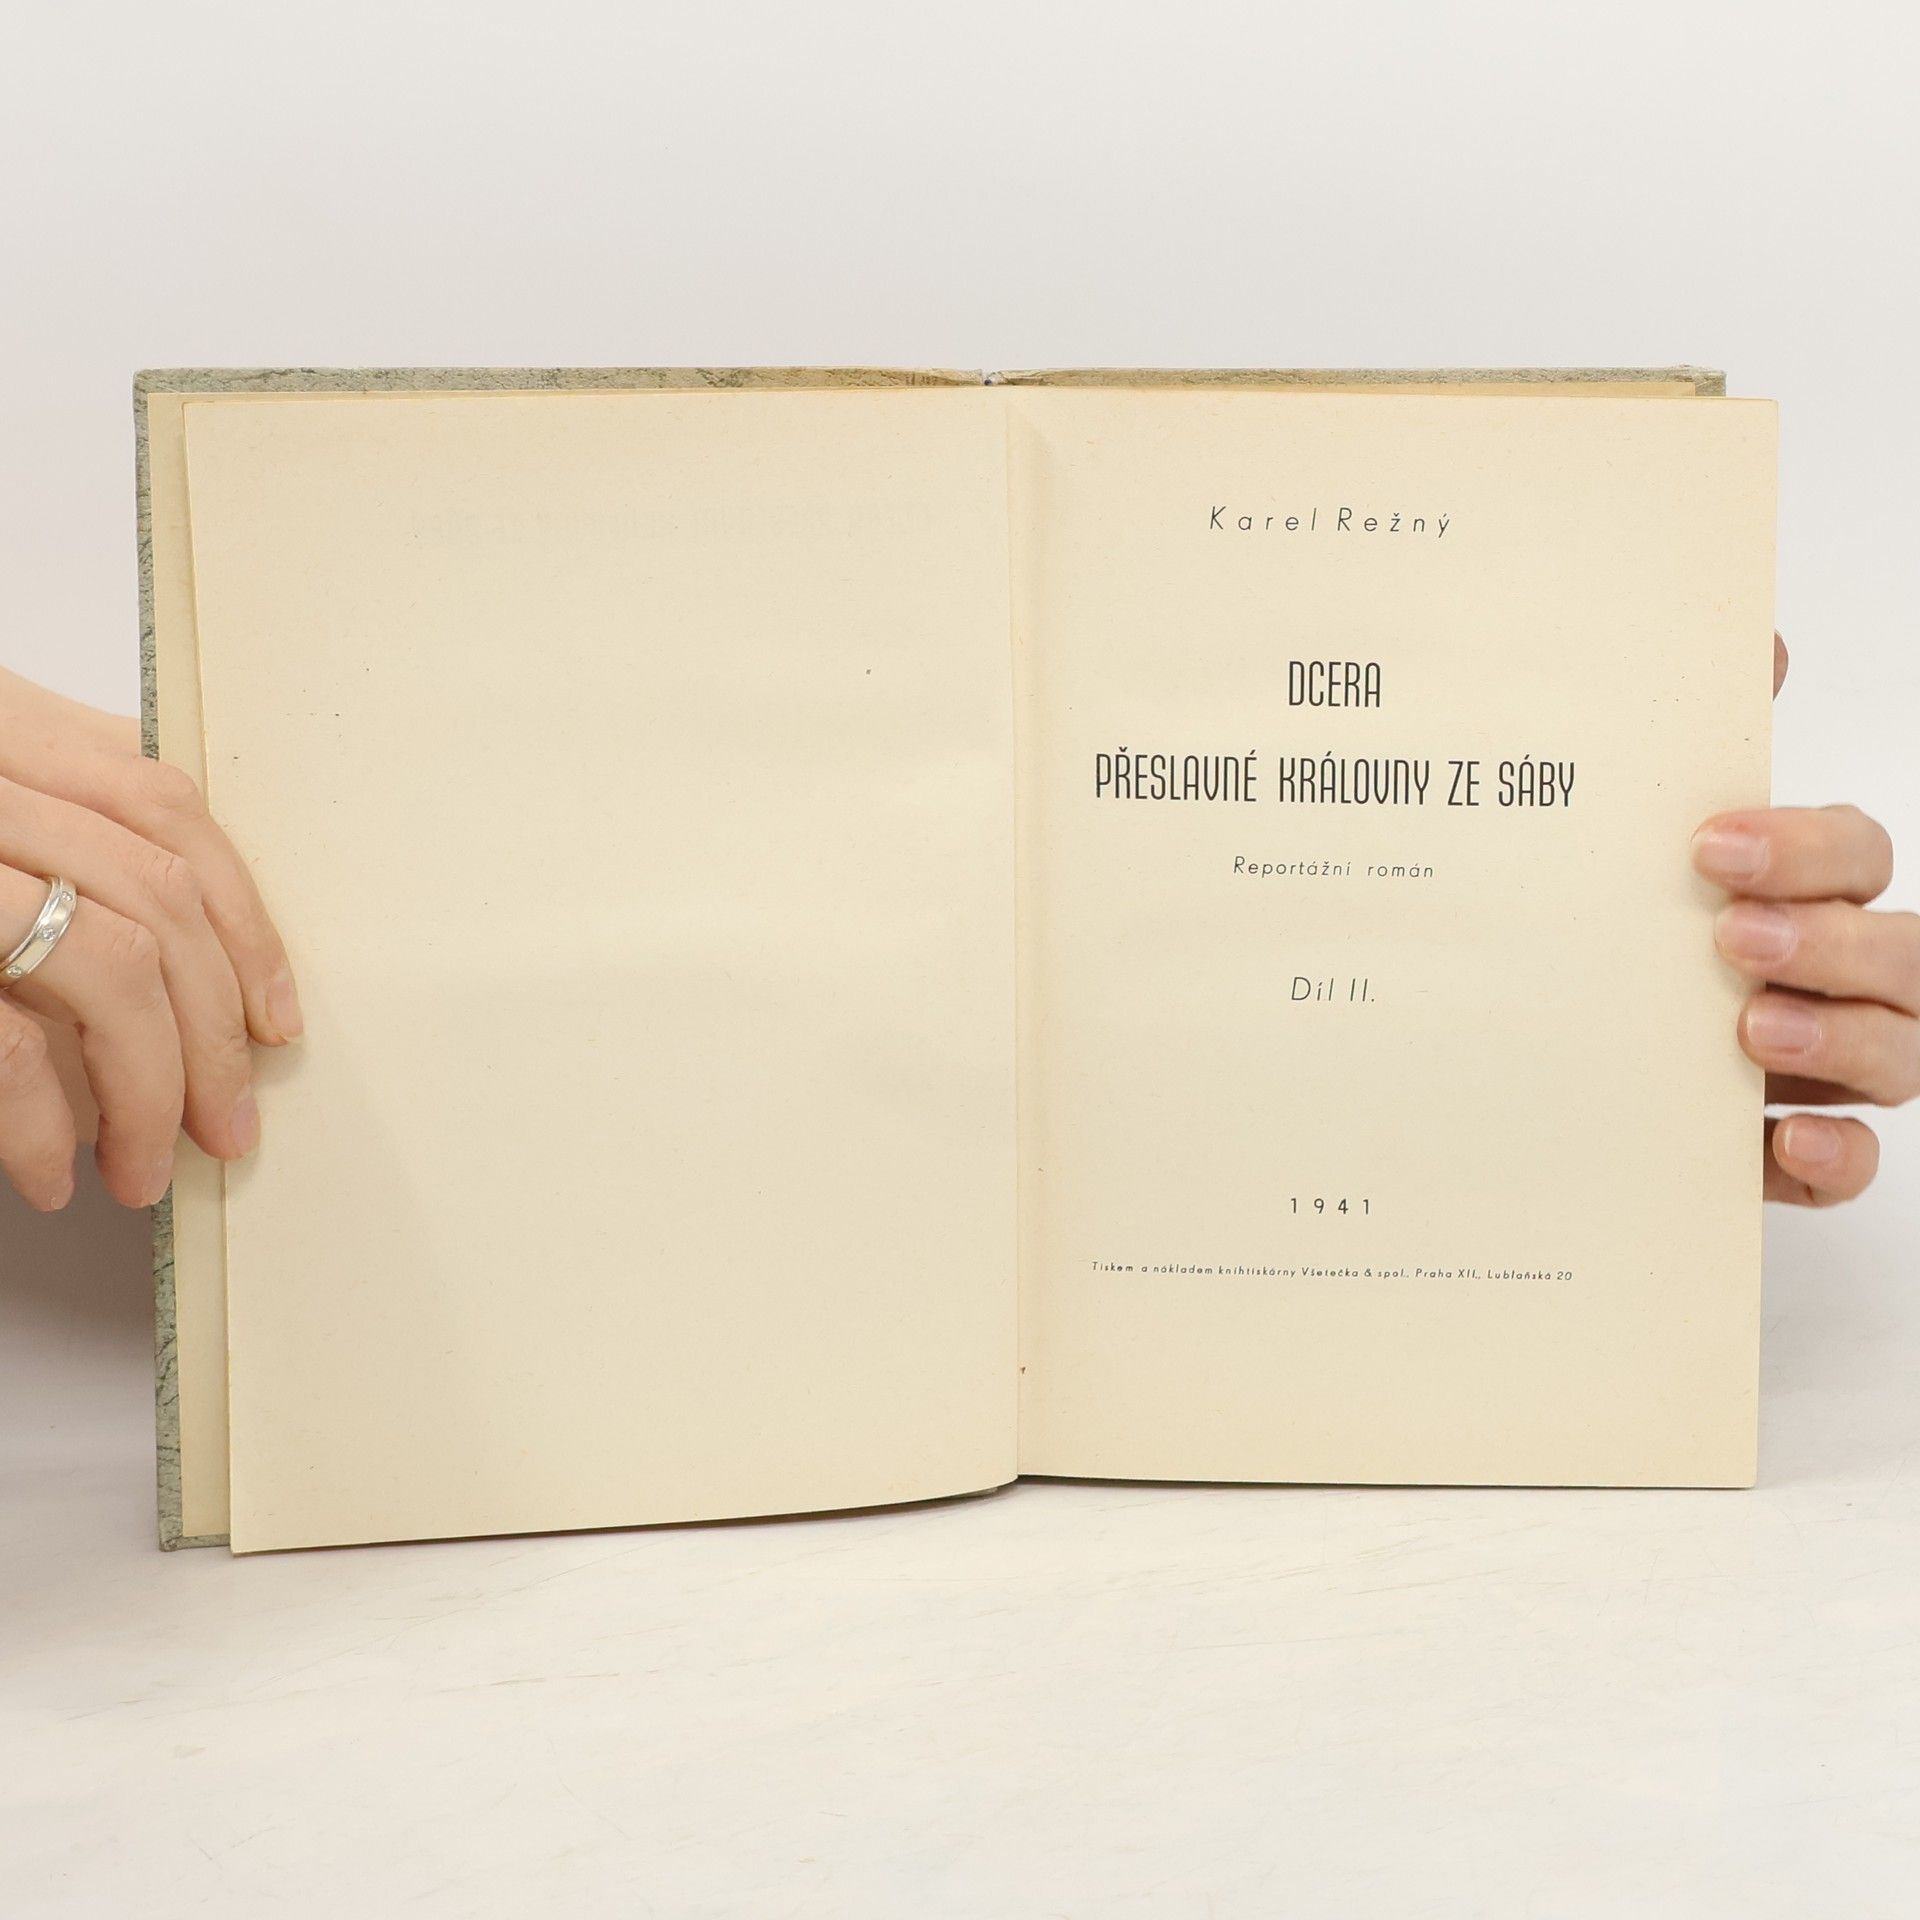 Karel Režný
DCERA
PŘESLAVNÉ KRÁLOVNY ZE SÁBY
Reportážní román
Díl II.
1941
Tiskem a nákladem knihtiskárny Všetečka & spol., Praha XII., Lublaňská 20